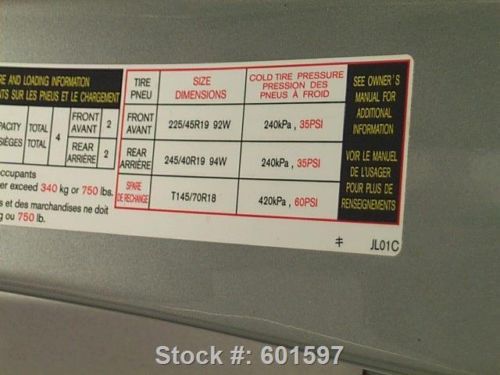 RE AND LOADING INFORMATION
NTS SUR LES PNEUS ET LE CHARGEMENT
PACITY TOTAL 4 FRONT 2
SIÈGES TOTAL AVANT
REAR 2
ARRIÈRE
ccupants
er exceed 340 kg or 750 lbs.
s et des marchandises ne doit
g ou 750 lb.
TIRE SIZE COLD TIRE PRESSURE
PNEU DIMENSIONS PRESSION DES
PNEUS À FROID
FRONT 225/45R19 92W 240kPa, 35PSI
AVANT
REAR 245/40R19 94W 240kPa, 35PSI
ARRIÈRE
SPARE T145/70R18 420kPa, 60PSI
DE RECHANGE
SEE OWNER'S
MANUAL FOR
ADDITIONAL
INFORMATION
VOIR LE MANUEL
DE L'USAGER
POUR PLUS DE
RENSEIGNEMENTS
キ JL01C
Stock #: 601597